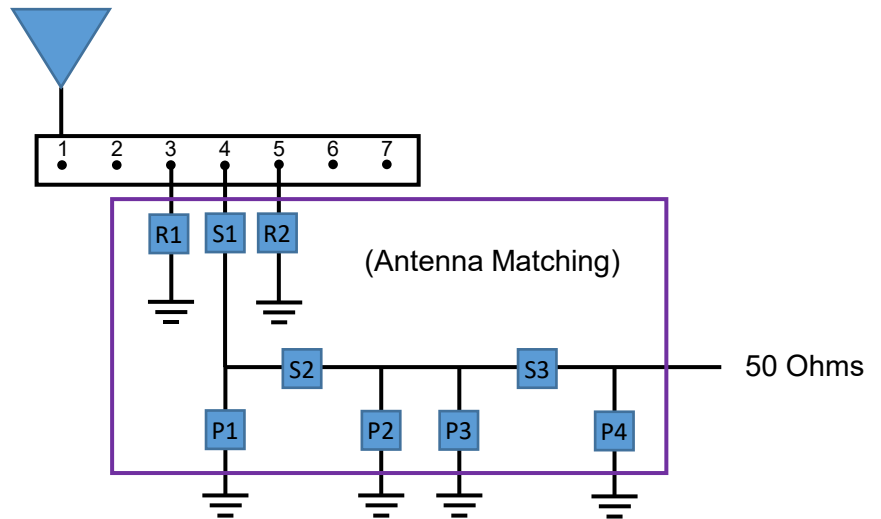 1 2 3 4 5 6 7
R1 S1 R2
(Antenna Matching)
S2 S3 50 Ohms
P1 P2 P3 P4